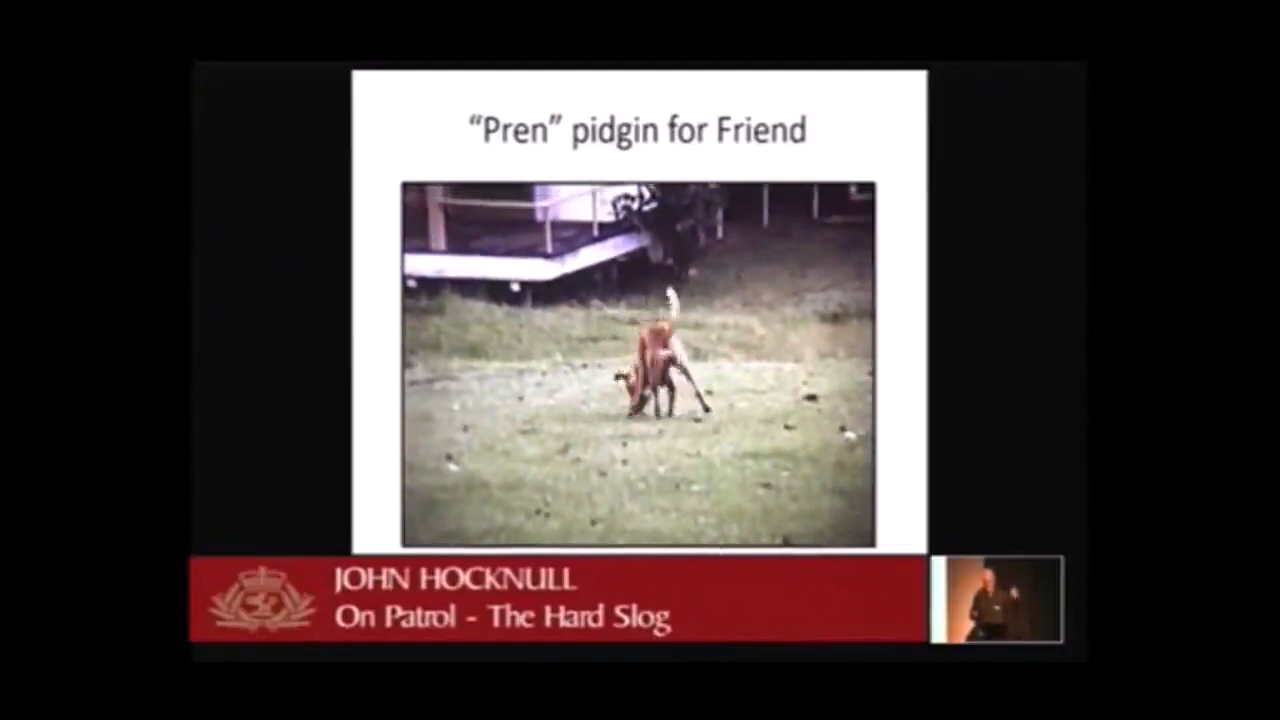 “Pren” pidgin for Friend
JOHN HOCKNULL
On Patrol - The Hard Slog